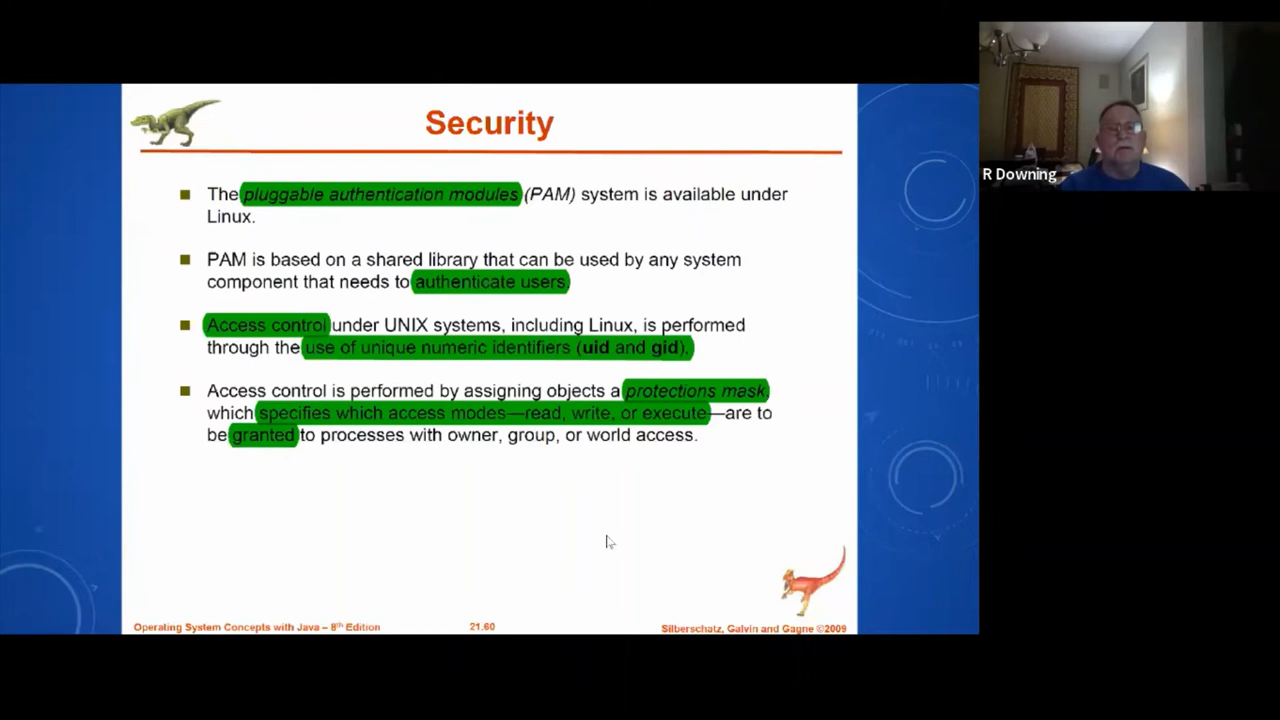 Security
The pluggable authentication modules (PAM) system is available under
Linux.
PAM is based on a shared library that can be used by any system
component that needs to authenticate users.
Access control under UNIX systems, including Linux, is performed
through the use of unique numeric identifiers (uid and gid).
Access control is performed by assigning objects a protections mask,
which specifies which access modes—read, write, or execute—are to
be granted to processes with owner, group, or world access.
Operating System Concepts with Java – 8th Edition
21.60
Silberschatz, Galvin and Gagne ©2009
R Downing